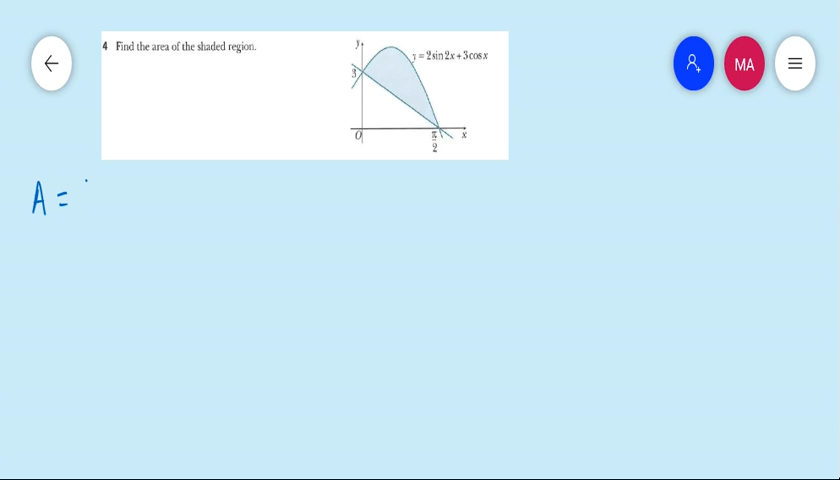 4 Find the area of the shaded region.
y
y = 2 sin 2x + 3 cos x
3
O
π
2
x
A =
MA